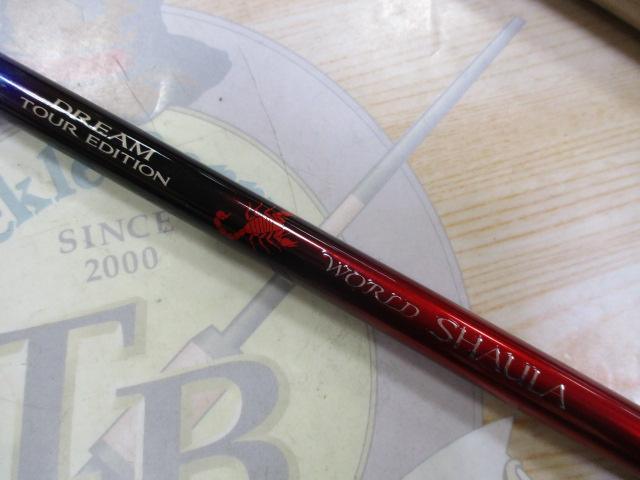 DREAM
TOUR EDITION
WORLD SHAULA
SINCE
2000
TB